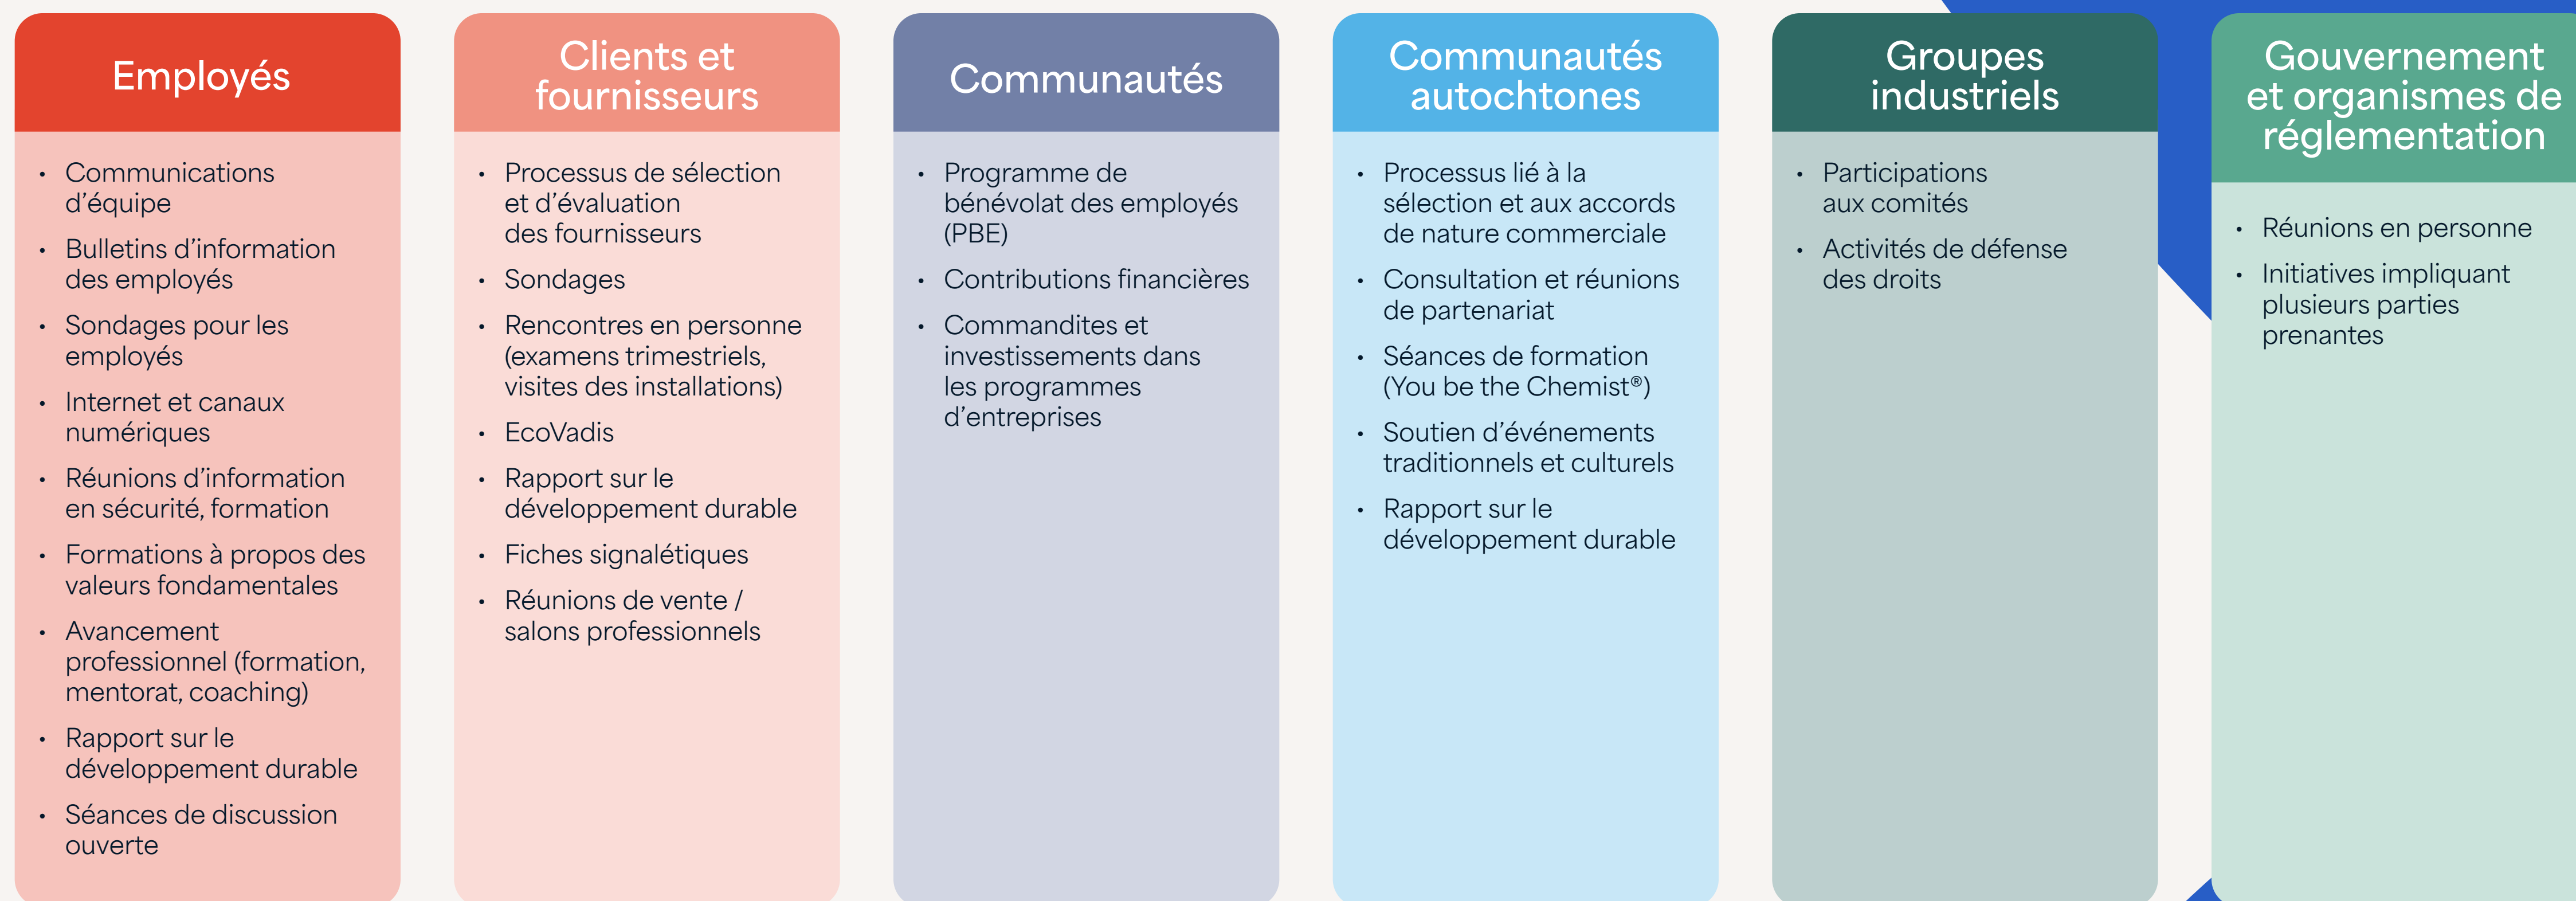 Employés
• Communications
d’équipe
• Bulletins d’information
des employés
• Sondages pour les
employés
• Internet et canaux
numériques
• Réunions d’information
en sécurité, formation
• Formations à propos des
valeurs fondamentales
• Avancement
professionnel (formation,
mentorat, coaching)
• Rapport sur le
développement durable
• Séances de discussion
ouverte
Clients et
fournisseurs
• Processus de sélection
et d’évaluation
des fournisseurs
• Sondages
• Rencontres en personne
(examens trimestriels,
visites des installations)
• EcoVadis
• Rapport sur le
développement durable
• Fiches signalétiques
• Réunions de vente /
salons professionnels
Communautés
• Programme de
bénévolat des employés
(PBE)
• Contributions financières
• Commandites et
investissements dans
les programmes
d’entreprises
Communautés
autochtones
• Processus lié à la
sélection et aux accords
de nature commerciale
• Consultation et réunions
de partenariat
• Séances de formation
(You be the Chemist®)
• Soutien d’événements
traditionnels et culturels
• Rapport sur le
développement durable
Groupes
industriels
• Participations
aux comités
• Activités de défense
des droits
Gouvernement
et organismes de
réglementation
• Réunions en personne
• Initiatives impliquant
plusieurs parties
prenantes